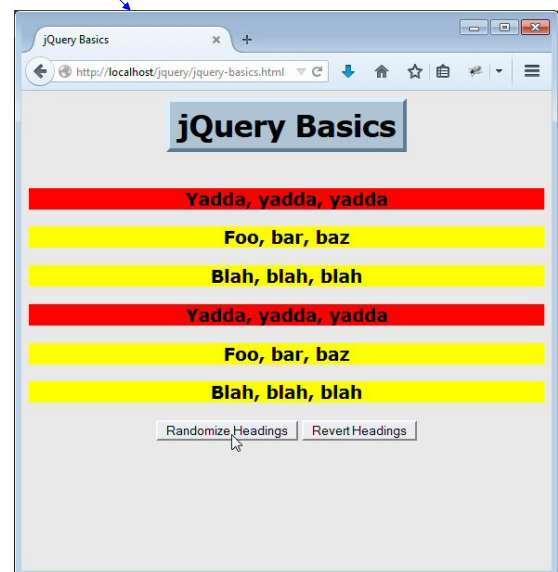 jQuery Basics
http://localhost/jquery/jquery-basics.html
jQuery Basics
Yadda, yadda, yadda
Foo, bar, baz
Blah, blah, blah
Yadda, yadda, yadda
Foo, bar, baz
Blah, blah, blah
Randomize Headings Revert Headings